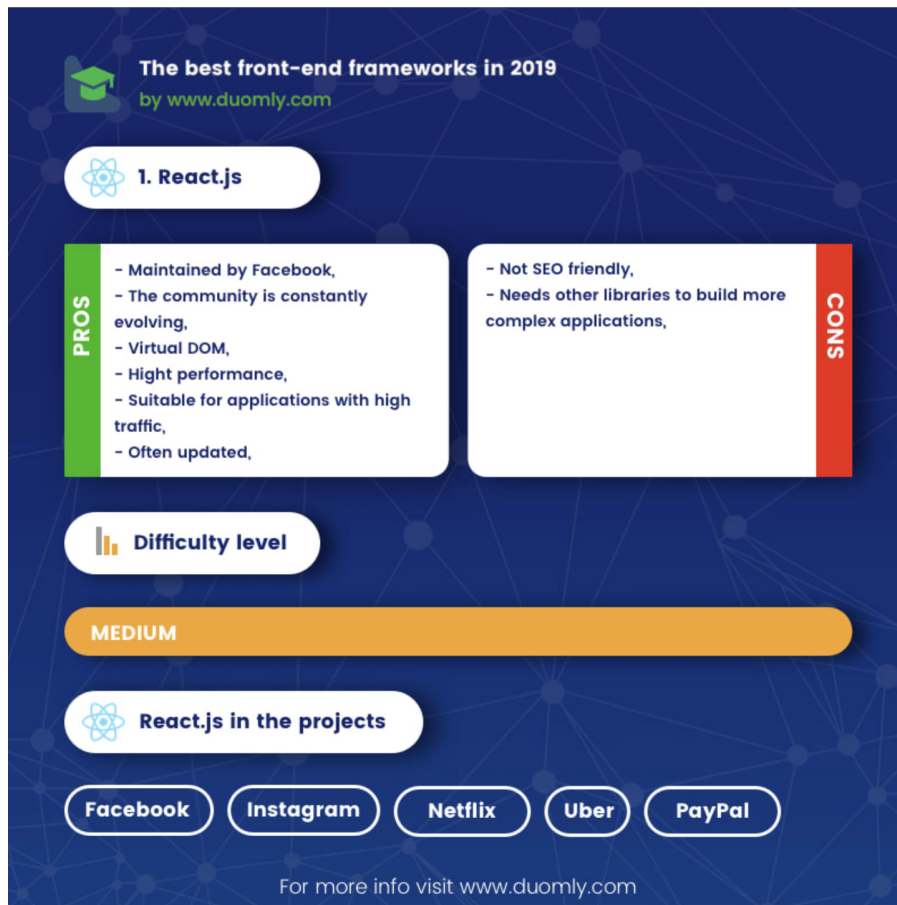 The best front-end frameworks in 2019
by www.duomly.com
1. React.js
PROS
- Maintained by Facebook,
- The community is constantly
evolving,
- Virtual DOM,
- Hight performance,
- Suitable for applications with high
traffic,
- Often updated,
- Not SEO friendly,
- Needs other libraries to build more
complex applications,
CONS
Difficulty level
MEDIUM
React.js in the projects
Facebook
Instagram
Netflix
Uber
PayPal
For more info visit www.duomly.com